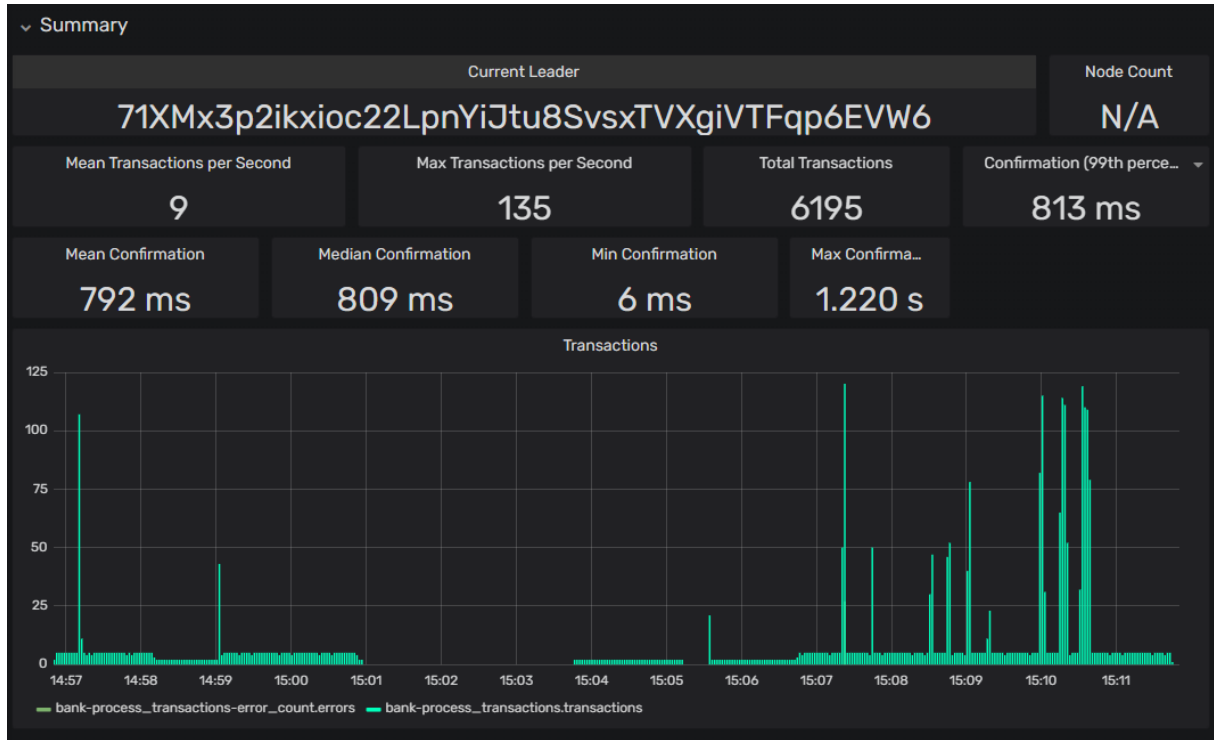 Summary
Current Leader
Node Count
71XMx3p2ikxioc22LpnYiJtu8SvsxTVXgiVTFqp6EVW6
N/A
Mean Transactions per Second
Max Transactions per Second
Total Transactions
Confirmation (99th perce...
9
135
6195
813 ms
Mean Confirmation
Median Confirmation
Min Confirmation
Max Confirma...
792 ms
809 ms
6 ms
1.220 s
Transactions
125
100
75
50
25
0
14:57 14:58 14:59 15:00 15:01 15:02 15:03 15:04 15:05 15:06 15:07 15:08 15:09 15:10 15:11
bank-process_transactions-error_count.errors bank-process_transactions.transactions